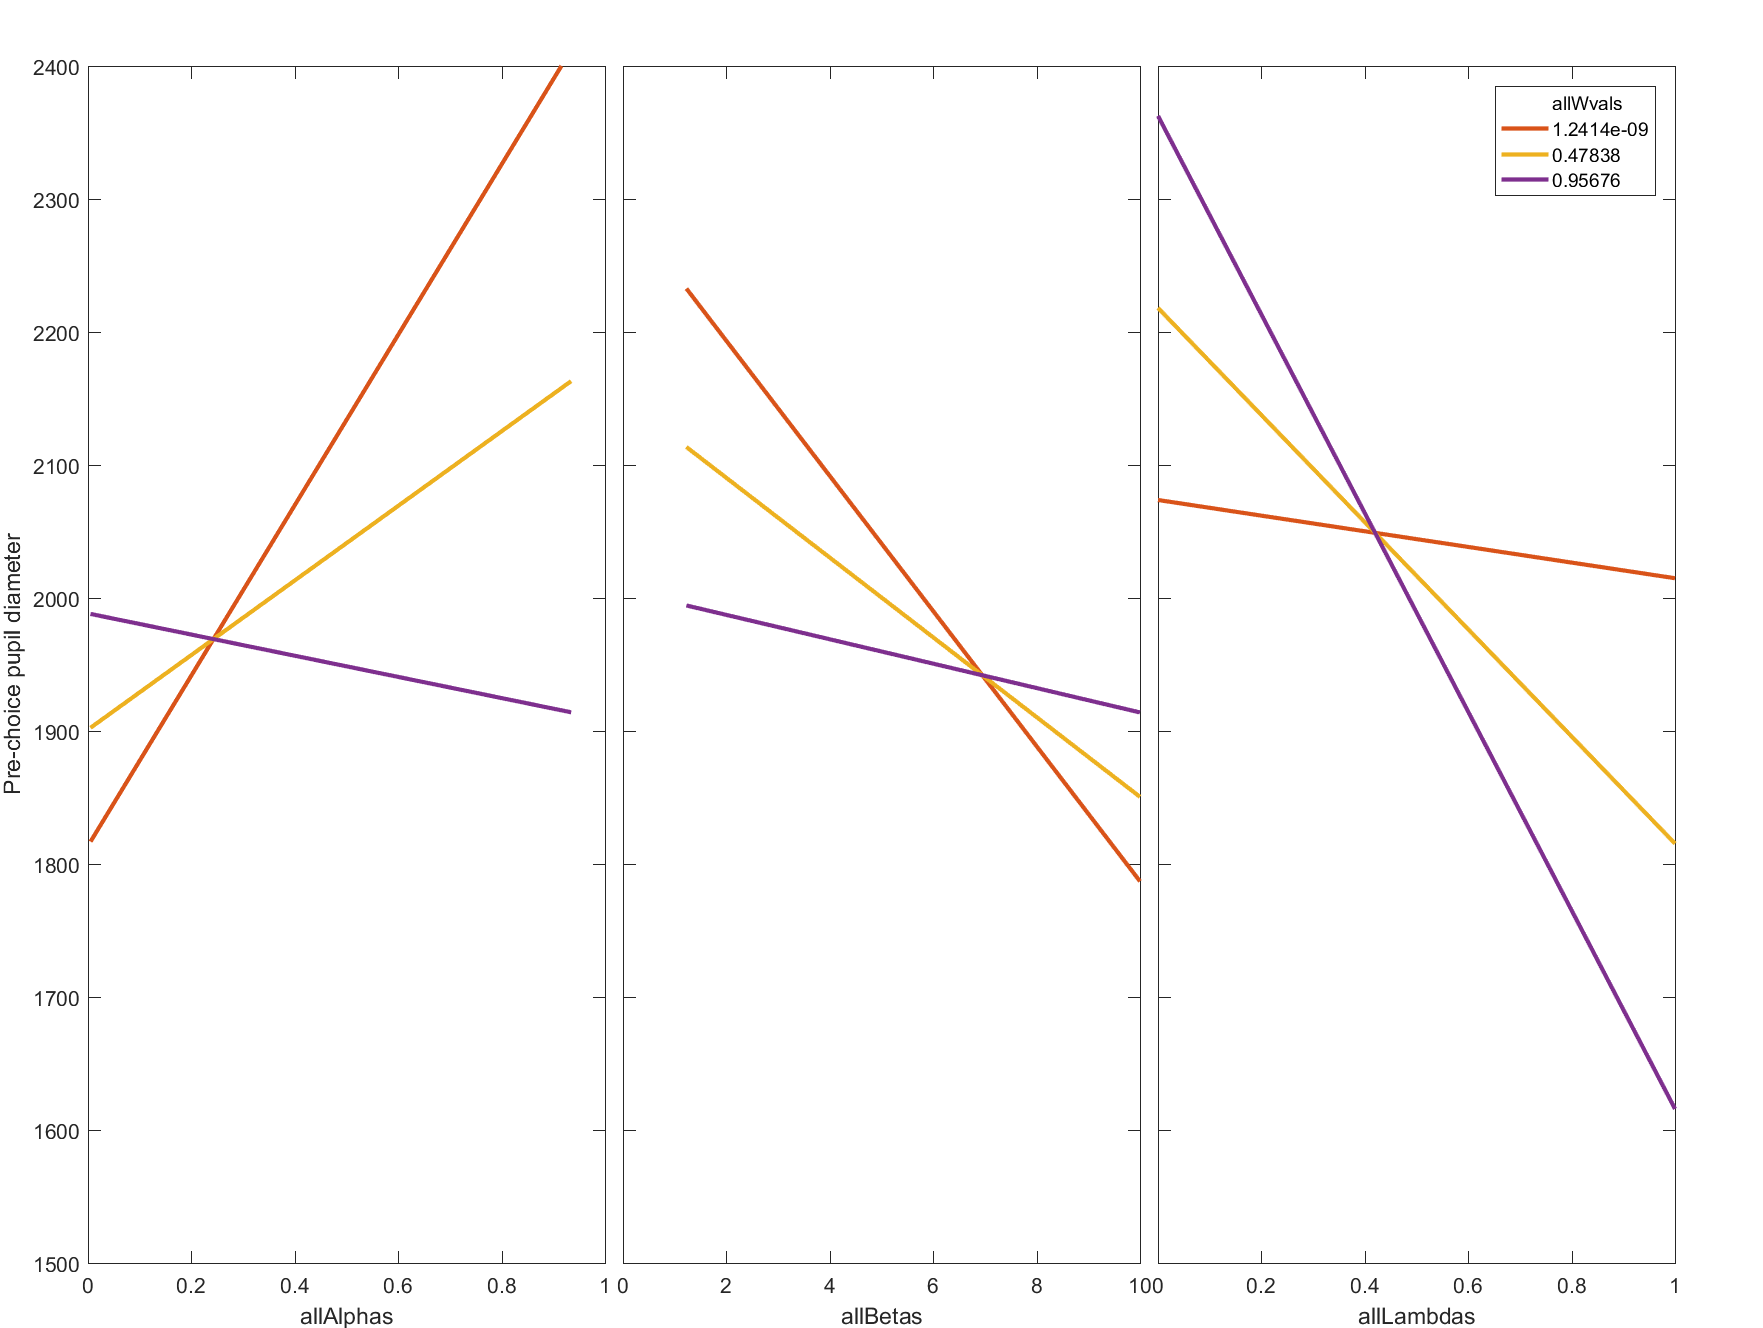 2400
2300
2200
2100
2000
1900
1800
1700
1600
1500
Pre-choice pupil diameter
0 0.2 0.4 0.6 0.8 1
allAlphas
0 2 4 6 8 10
allBetas
allWvals
1.2414e-09
0.47838
0.95676
0 0.2 0.4 0.6 0.8 1
allLambdas